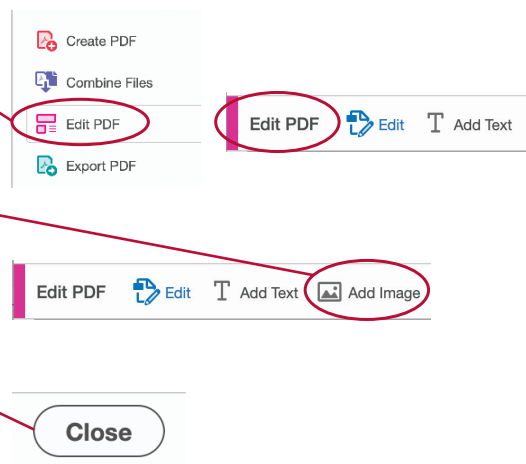 Create PDF
Combine Files
Edit PDF
Export PDF
Edit PDF Edit Add Text
Edit PDF Edit Add Text Add Image
Close